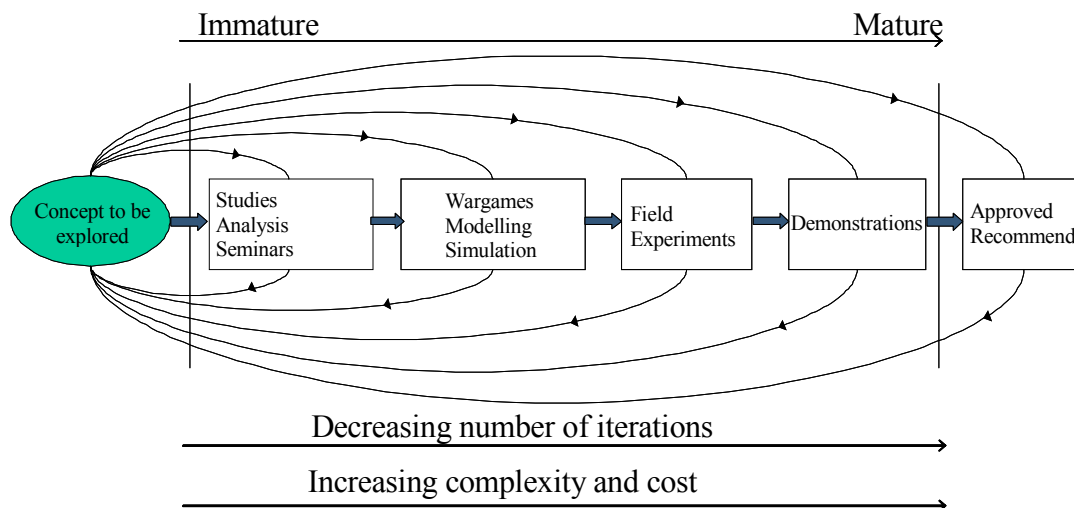 Immature
Mature
Concept to be
explored
Studies
Analysis
Seminars
Wargames
Modelling
Simulation
Field
Experiments
Demonstrations
Approved
Recommend
Decreasing number of iterations
Increasing complexity and cost